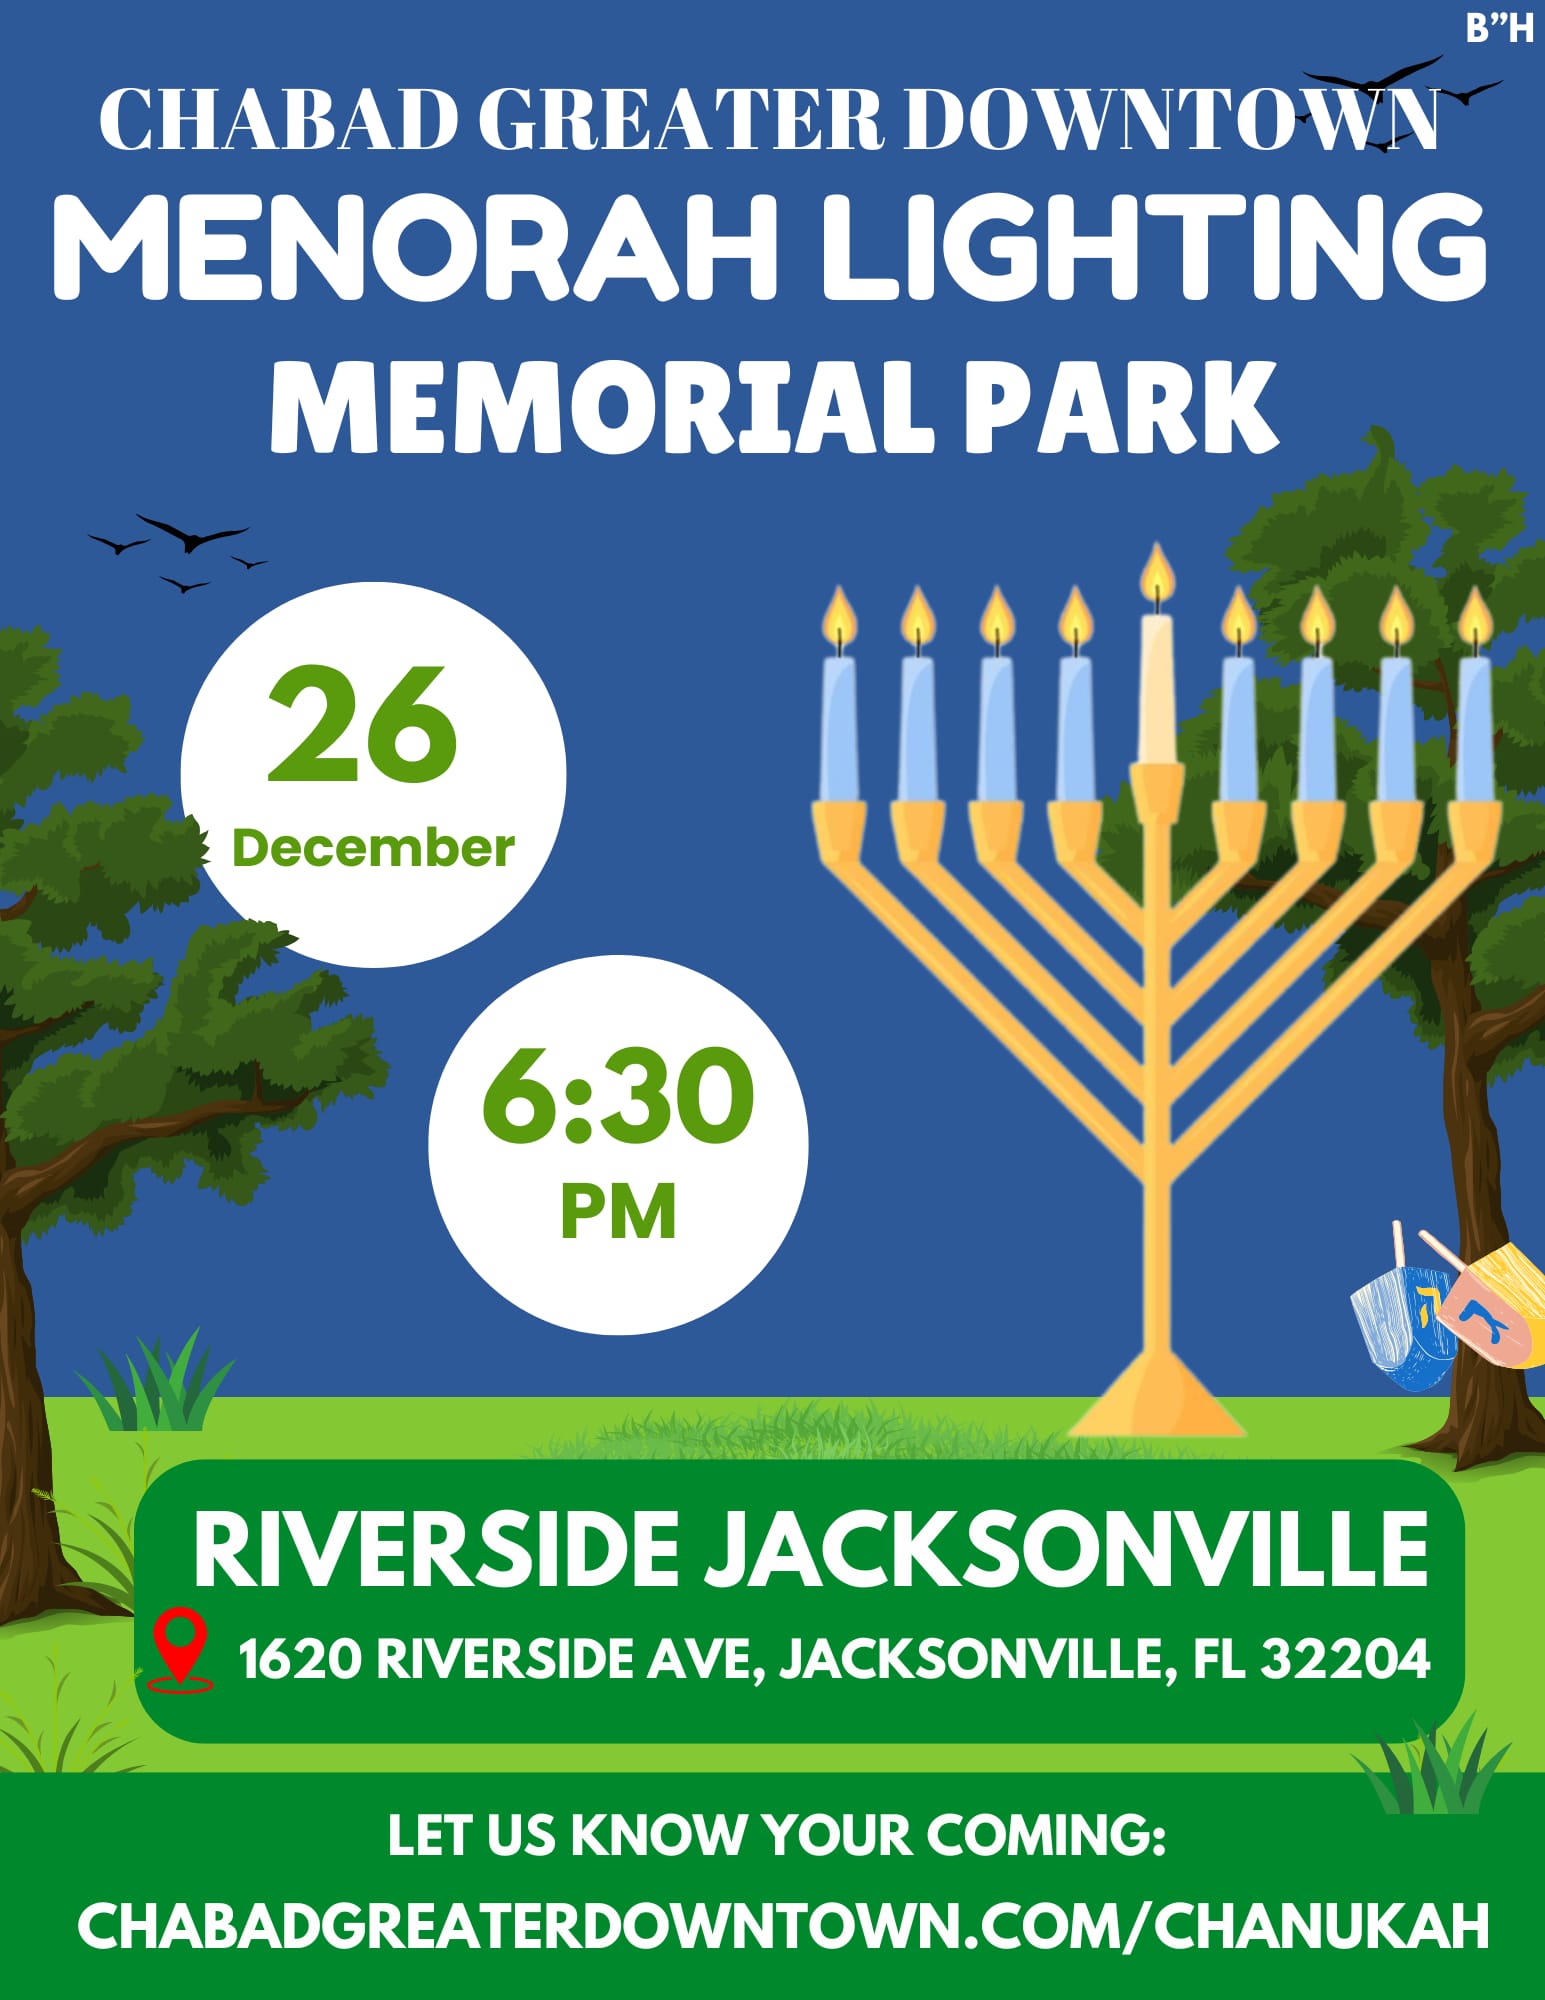 B”H
CHABAD GREATER DOWNTOWN
MENORAH LIGHTING
MEMORIAL PARK
26
December
6:30
PM
ה
RIVERSIDE JACKSONVILLE
1620 RIVERSIDE AVE, JACKSONVILLE, FL 32204
LET US KNOW YOUR COMING:
CHABADGREATERDOWNTOWN.COM/CHANUKAH